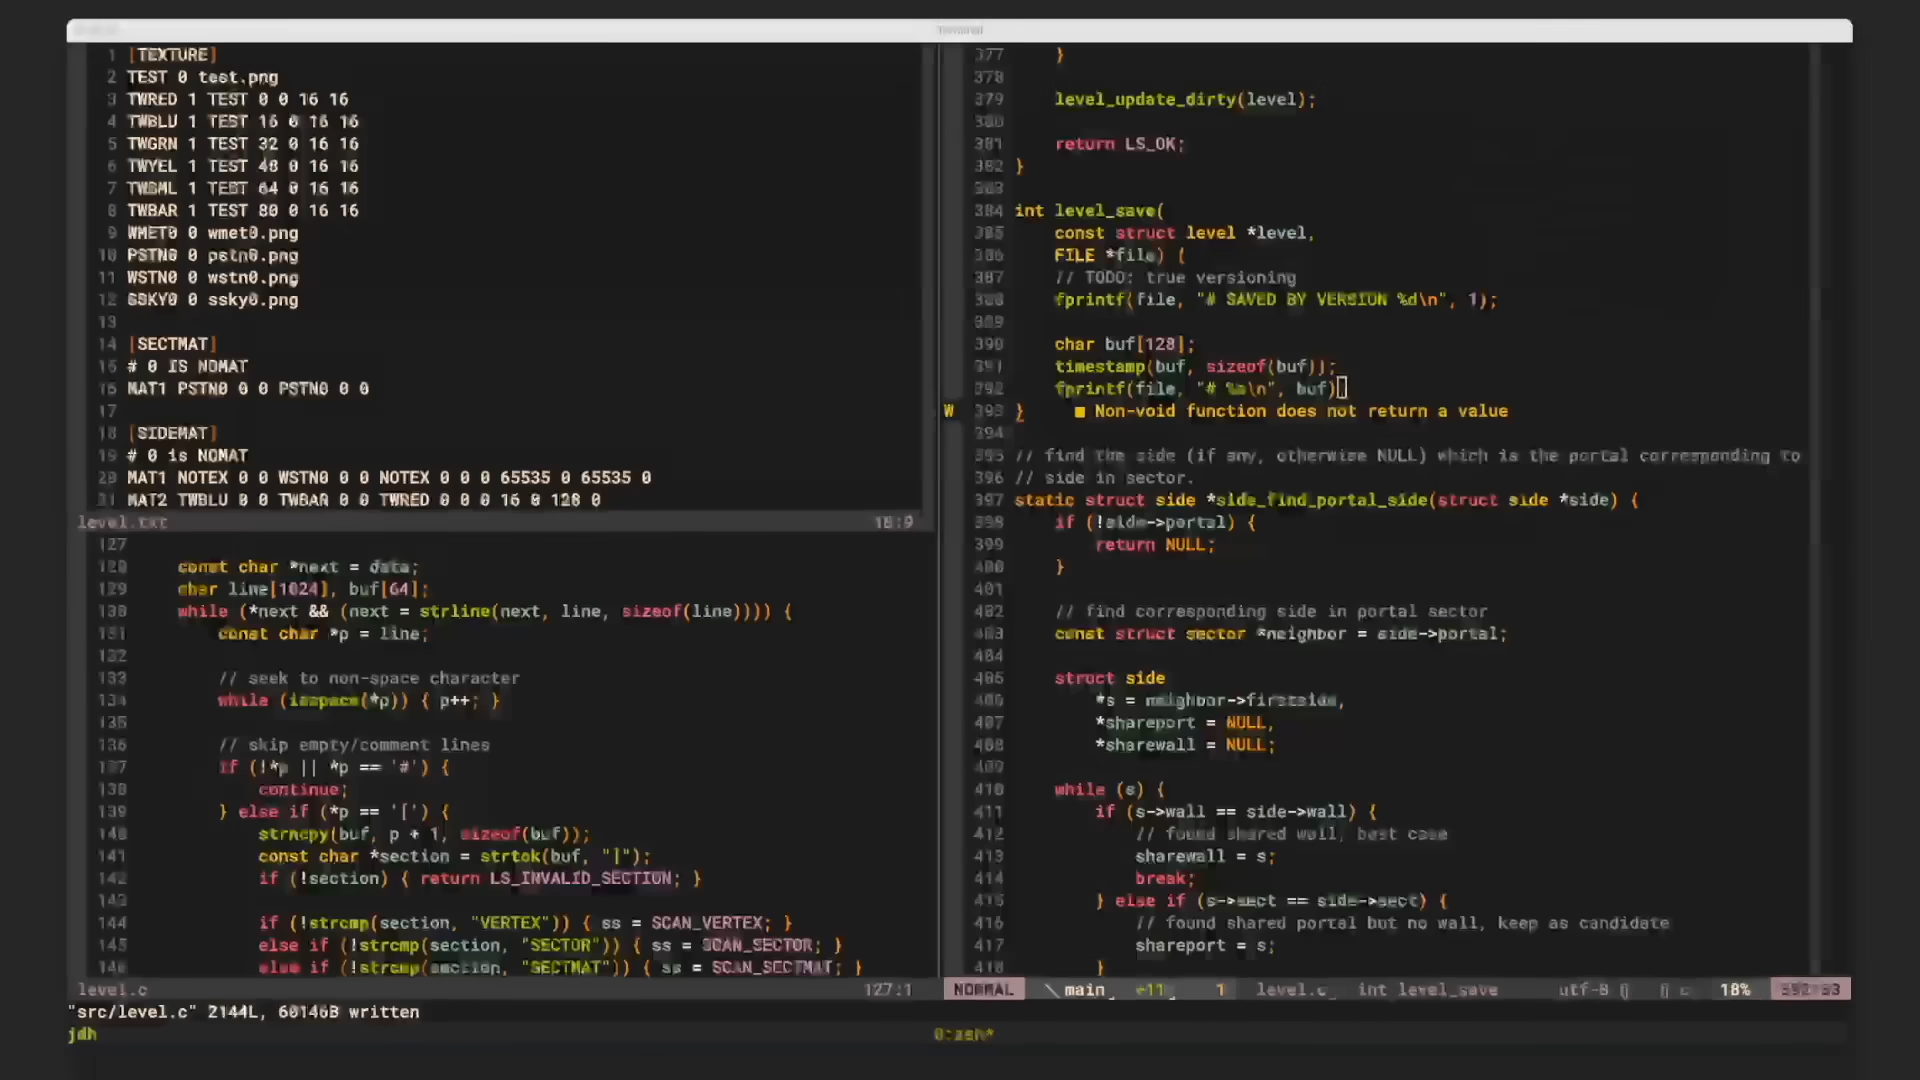 Terminal
1 [TEXTURE]
2 TEST 0 test.png
3 TWRED 1 TEST 0 0 16 16
4 TWBLU 1 TEST 16 0 16 16
5 TWGRN 1 TEST 32 0 16 16
6 TWYEL 1 TEST 48 0 16 16
7 TWSML 1 TEST 64 0 16 16
8 TWBAR 1 TEST 80 0 16 16
9 WMET0 0 wmet0.png
10 PSTN0 0 pstn0.png
11 WSTN0 0 wstn0.png
12 SSKY0 0 ssky0.png
13
14 [SECTMAT]
15 # 0 IS NOMAT
16 MAT1 PSTN0 0 0 PSTN0 0 0
17
18 [SIDEMAT]
19 # 0 is NOMAT
20 MAT1 NOTEX 0 0 WSTN0 0 0 NOTEX 0 0 0 65535 0 65535 0
21 MAT2 TWBLU 0 0 TWBAR 0 0 TWRED 0 0 0 16 0 128 0
level.txt 18:9
127
128 const char *next = data;
129 char line[1024], buf[64];
130 while (*next && (next = strline(next, line, sizeof(line)))) {
131 const char *p = line;
132
133 // seek to non-space character
134 while (isspace(*p)) { p++; }
135
136 // skip empty/comment lines
137 if (!*p || *p == '#') {
138 continue;
139 } else if (*p == '[') {
140 strncpy(buf, p + 1, sizeof(buf));
141 const char *section = strtok(buf, "]");
142 if (!section) { return LS_INVALID_SECTION; }
143
144 if (!strcmp(section, "VERTEX")) { ss = SCAN_VERTEX; }
145 else if (!strcmp(section, "SECTOR")) { ss = SCAN_SECTOR; }
146 else if (!strcmp(section, "SECTMAT")) { ss = SCAN_SECTMAT; }
level.c 127:1
377 }
378
379 level_update_dirty(level);
380
381 return LS_OK;
382 }
383
384 int level_save(
385 const struct level *level,
386 FILE *file) {
387 // TODO: true versioning
388 fprintf(file, "# SAVED BY VERSION %d\n", 1);
389
390 char buf[128];
391 timestamp(buf, sizeof(buf));
392 fprintf(file, "# %s\n", buf)
W 393 } ■ Non-void function does not return a value
394
395 // find the side (if any, otherwise NULL) which is the portal corresponding to
396 // side in sector.
397 static struct side *side_find_portal_side(struct side *side) {
398 if (!side->portal) {
399 return NULL;
400 }
401
402 // find corresponding side in portal sector
403 const struct sector *neighbor = side->portal;
404
405 struct side
406 *s = neighbor->firstside,
407 *shareport = NULL,
408 *sharewall = NULL;
409
410 while (s) {
411 if (s->wall == side->wall) {
412 // found shared wall, best case
413 sharewall = s;
414 break;
415 } else if (s->sect == side->sect) {
416 // found shared portal but no wall, keep as candidate
417 shareport = s;
418 }
NORMAL main +11 1 level.c int level_save utf-8 c 18% 392:33
"src/level.c" 2144L, 60146B written
jdh 0:zsh*